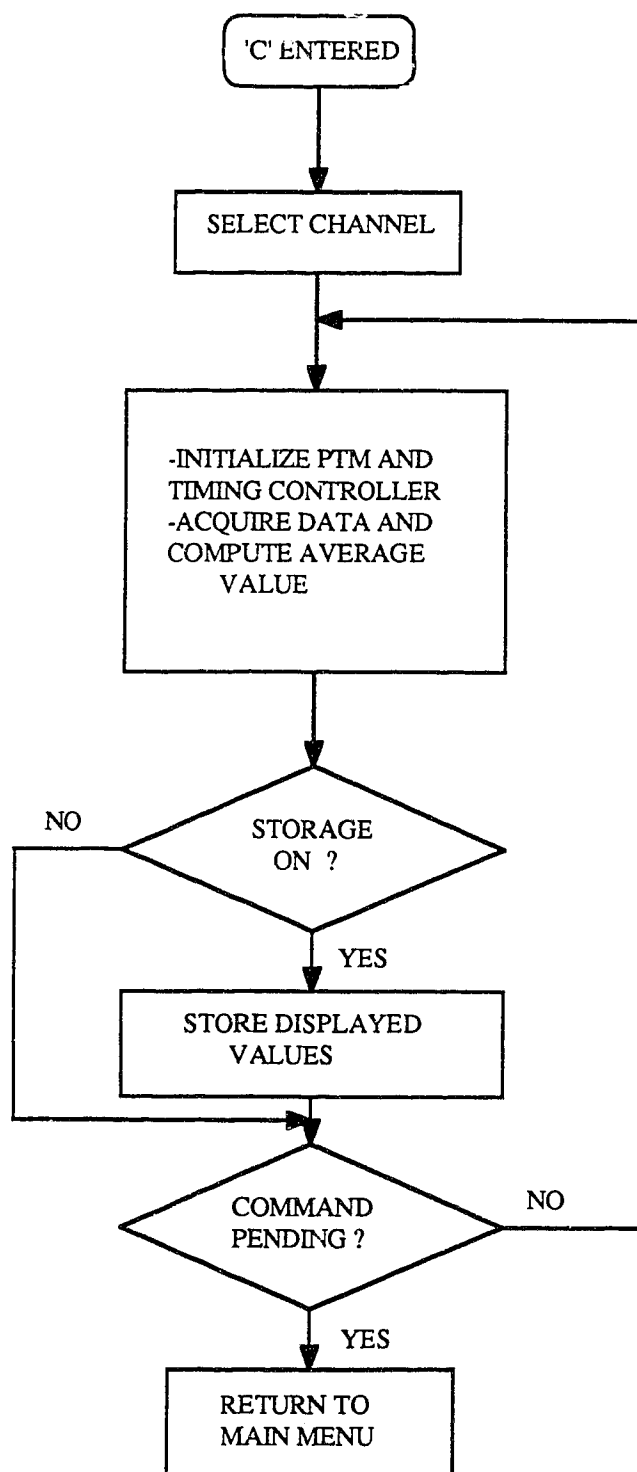 'C' ENTERED
SELECT CHANNEL
-INITIALIZE PTM AND
TIMING CONTROLLER
-ACQUIRE DATA AND
COMPUTE AVERAGE
VALUE
NO
STORAGE
ON ?
YES
STORE DISPLAYED
VALUES
COMMAND
PENDING ?
NO
YES
RETURN TO
MAIN MENU